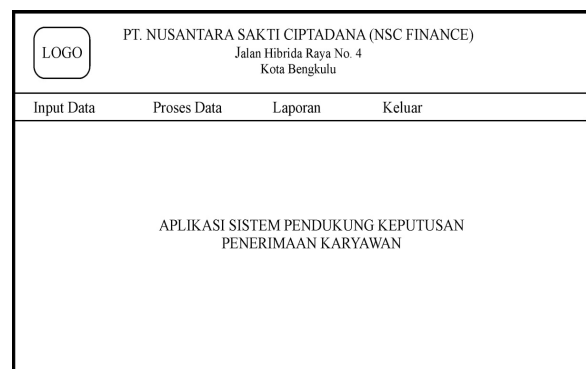 LOGO
PT. NUSANTARA SAKTI CIPTADANA (NSC FINANCE)
Jalan Hibrida Raya No. 4
Kota Bengkulu
Input Data Proses Data Laporan Keluar
APLIKASI SISTEM PENDUKUNG KEPUTUSAN
PENERIMAAN KARYAWAN